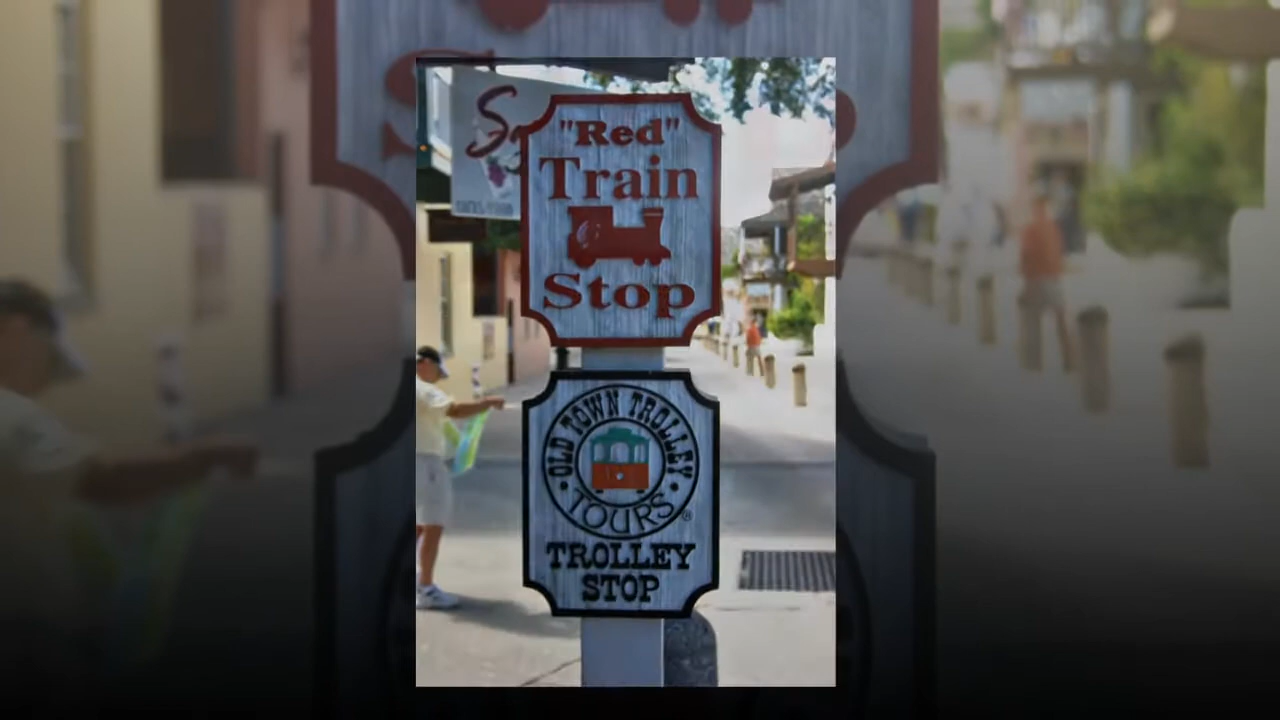 "Red"
Train
Stop
OLD TOWN TROLLEY
TOURS®
TROLLEY
STOP